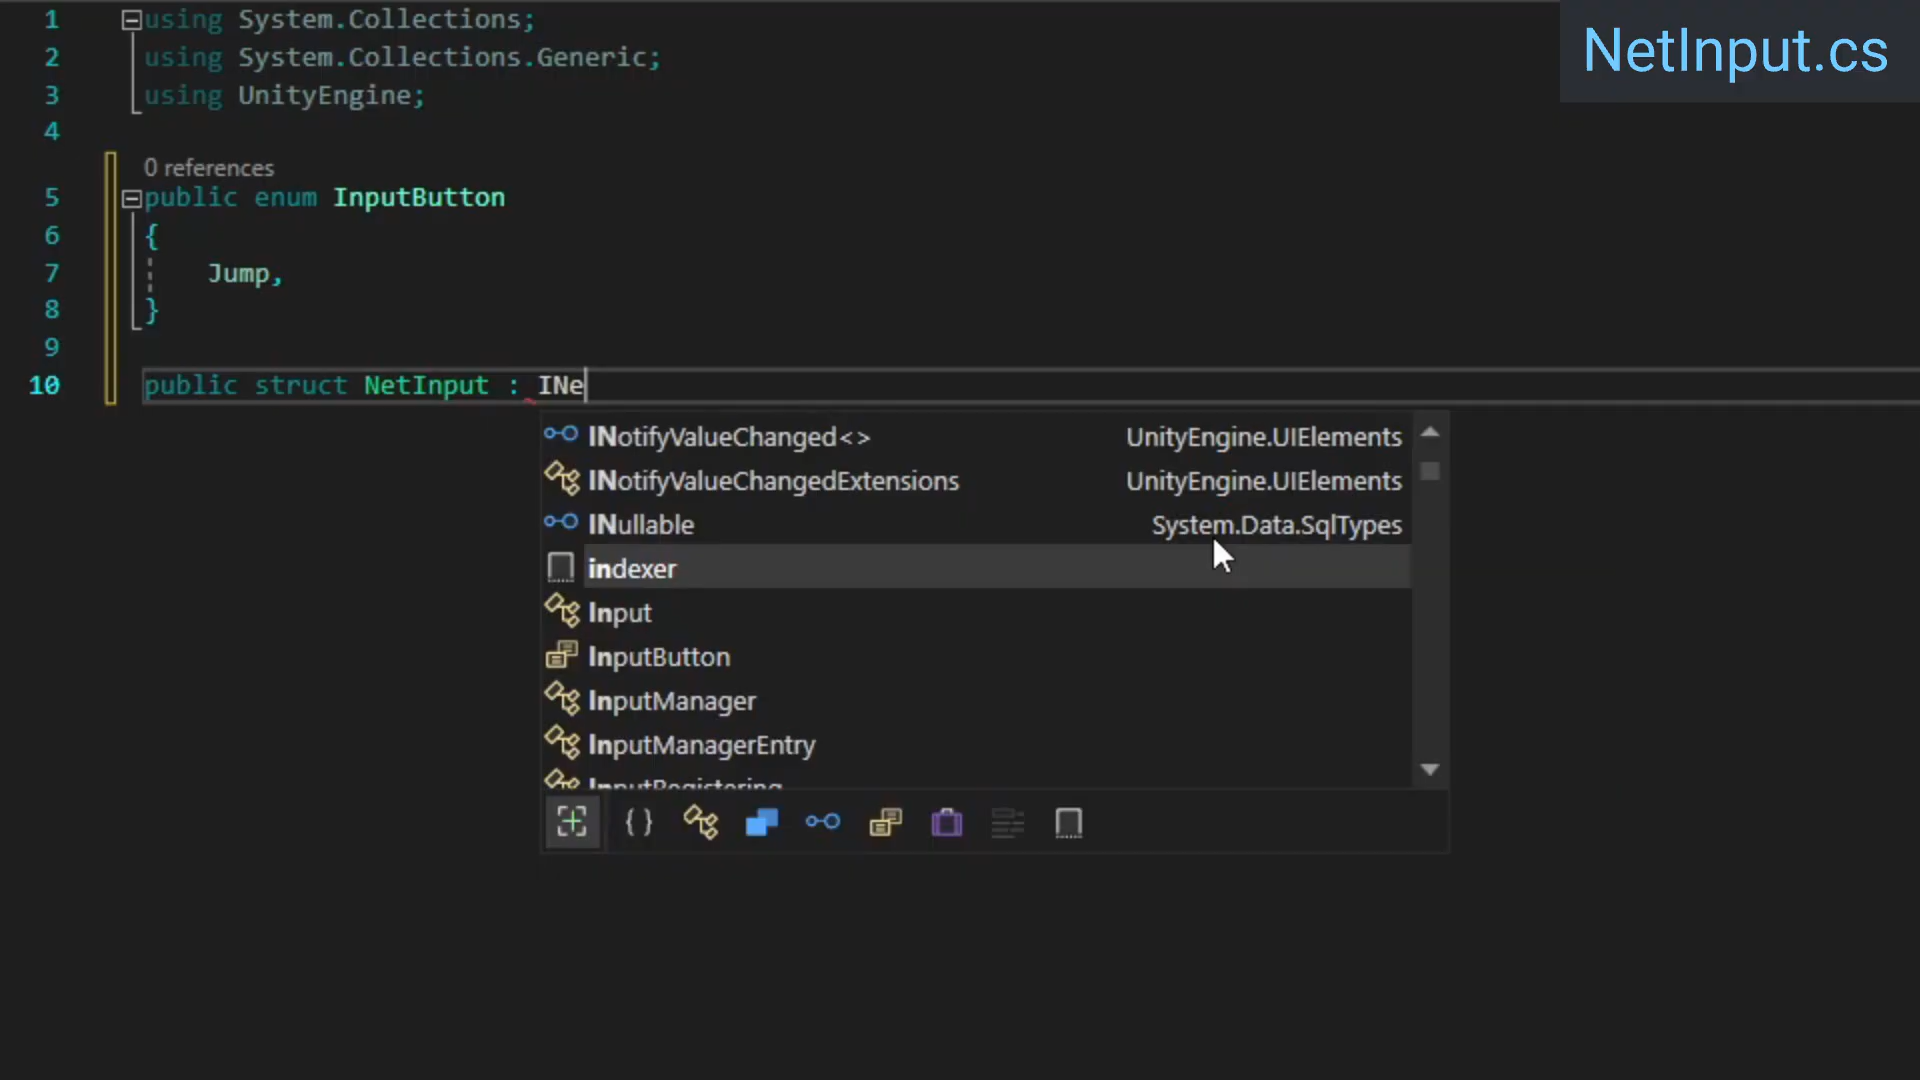 NetInput.cs
1 using System.Collections;
2 using System.Collections.Generic;
3 using UnityEngine;
4
0 references
5 public enum InputButton
6 {
7 Jump,
8 }
9
10 public struct NetInput : INe
INotifyValueChanged<> UnityEngine.UIElements
INotifyValueChangedExtensions UnityEngine.UIElements
INullable System.Data.SqlTypes
indexer
Input
InputButton
InputManager
InputManagerEntry
InputRegistering